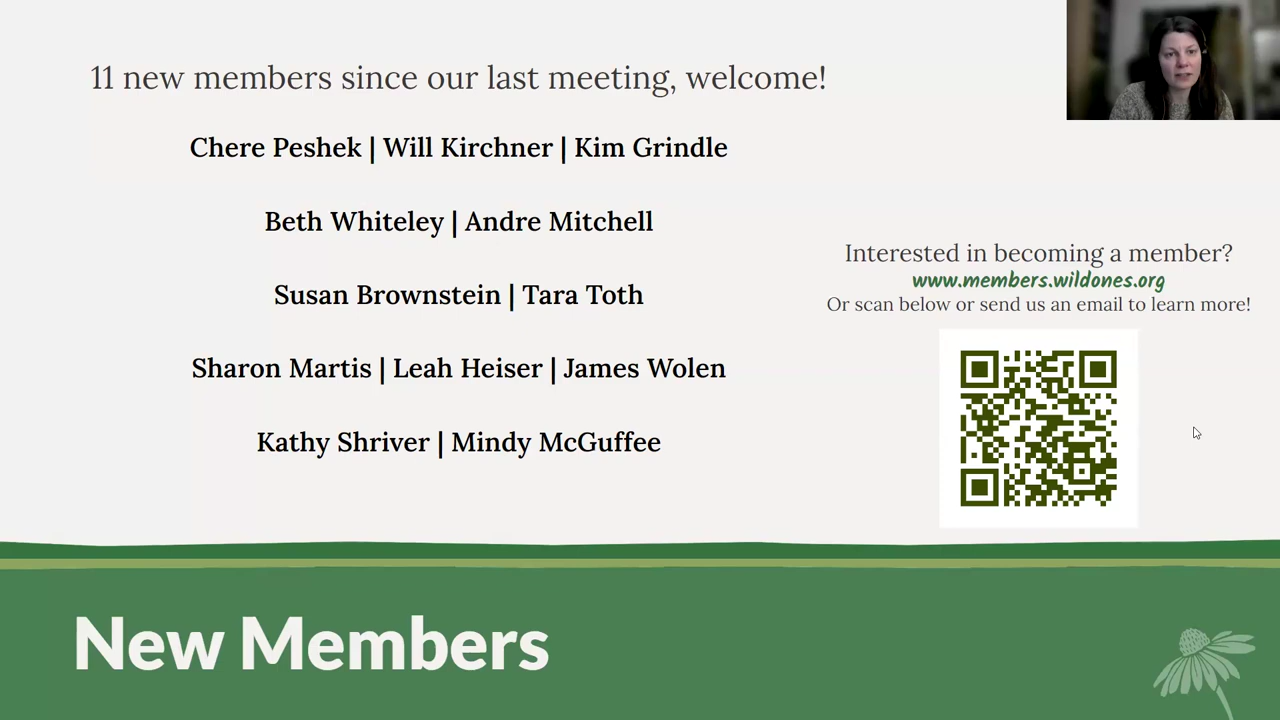 11 new members since our last meeting, welcome!
Chere Peshek | Will Kirchner | Kim Grindle
Beth Whiteley | Andre Mitchell
Susan Brownstein | Tara Toth
Sharon Martis | Leah Heiser | James Wolen
Kathy Shriver | Mindy McGuffee
Interested in becoming a member?
www.members.wildones.org
Or scan below or send us an email to learn more!
New Members